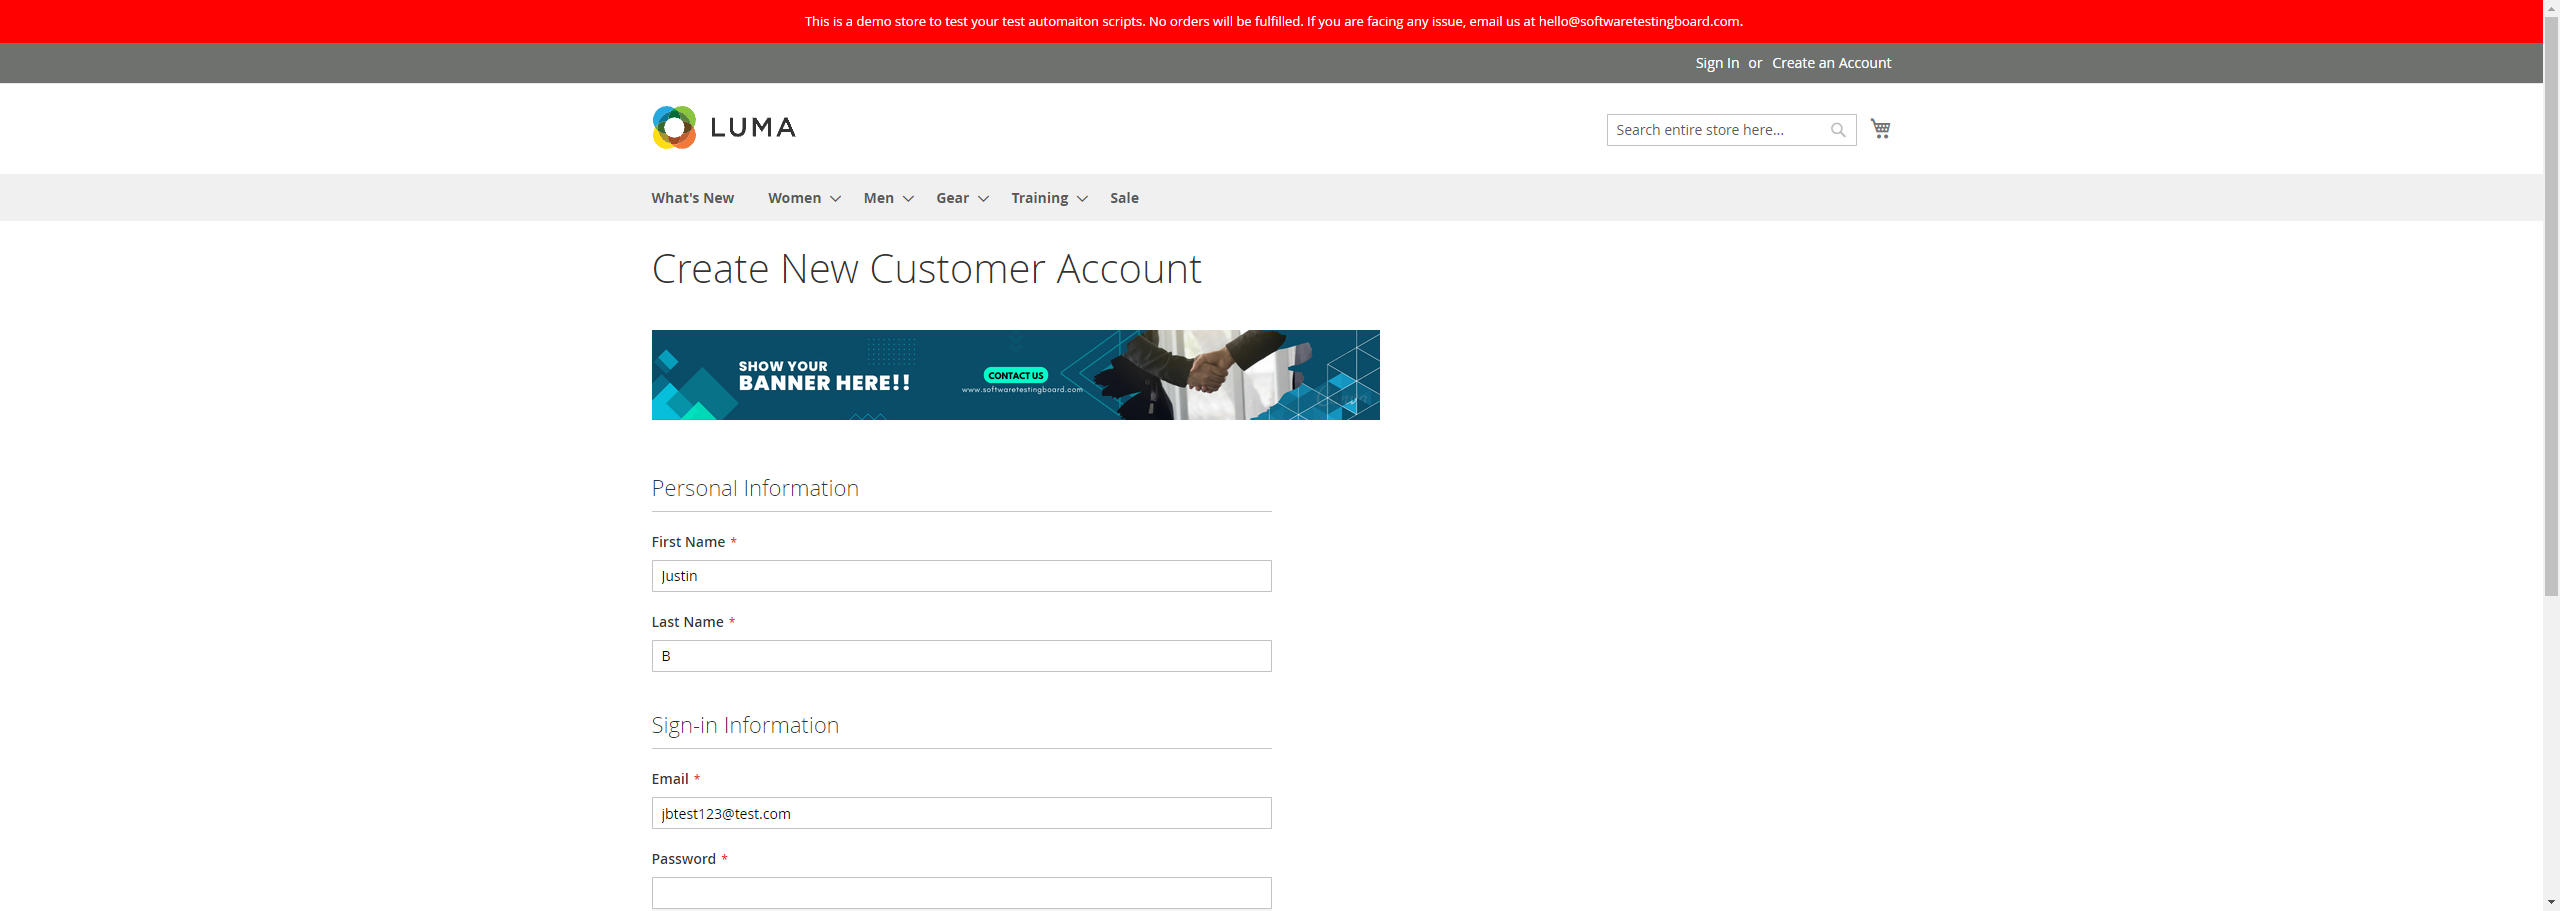 This is a demo store to test your test automaiton scripts. No orders will be fulfilled. If you are facing any issue, email us at hello@softwaretestingboard.com.
Sign In or Create an Account
LUMA
Search entire store here...
What's New Women Men Gear Training Sale
Create New Customer Account
SHOW YOUR
BANNER HERE!!
CONTACT US
www.softwaretestingboard.com
Personal Information
First Name *
Justin
Last Name *
B
Sign-in Information
Email *
jbtest123@test.com
Password *